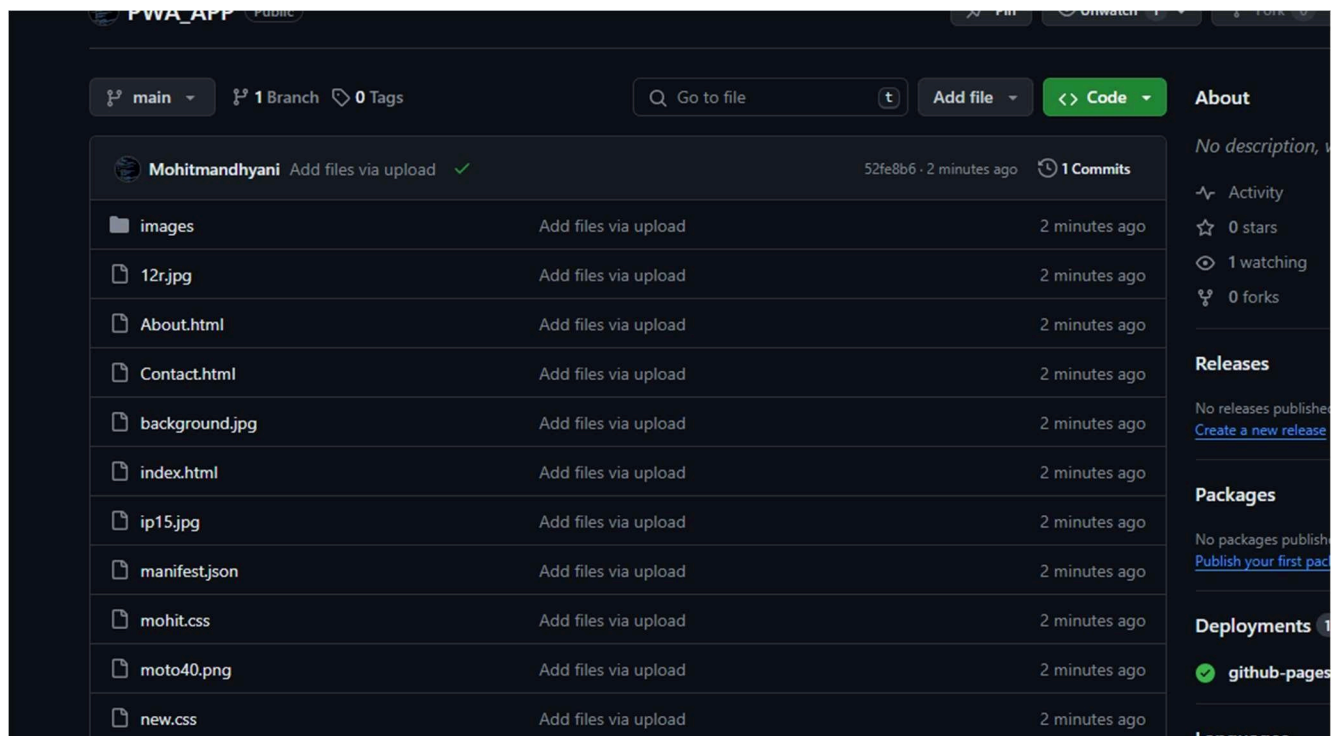 PWA_APP Public Pin Unwatch 1 Fork 0
main 1 Branch 0 Tags Go to file t Add file Code About
No description,
Mohitmandhyani Add files via upload 52fe8b6 · 2 minutes ago 1 Commits
Activity
images Add files via upload 2 minutes ago 0 stars
12r.jpg Add files via upload 2 minutes ago 1 watching
0 forks
About.html Add files via upload 2 minutes ago
Contact.html Add files via upload 2 minutes ago Releases
background.jpg Add files via upload 2 minutes ago No releases published
Create a new release
index.html Add files via upload 2 minutes ago
Packages
ip15.jpg Add files via upload 2 minutes ago
No packages publish
manifest.json Add files via upload 2 minutes ago Publish your first pac
mohit.css Add files via upload 2 minutes ago Deployments 1
moto40.png Add files via upload 2 minutes ago github-pages
new.css Add files via upload 2 minutes ago